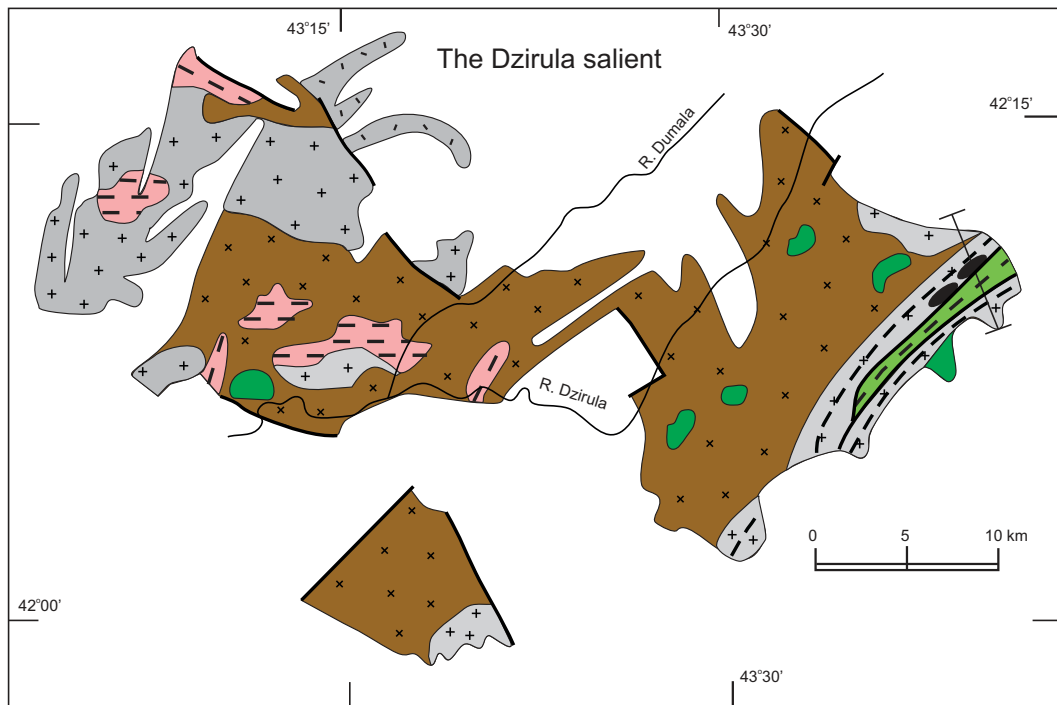 43°15'
43°30'
The Dzirula salient
42°15'
R. Dumala
R. Dzirula
0 5 10 km
42°00'
43°30'